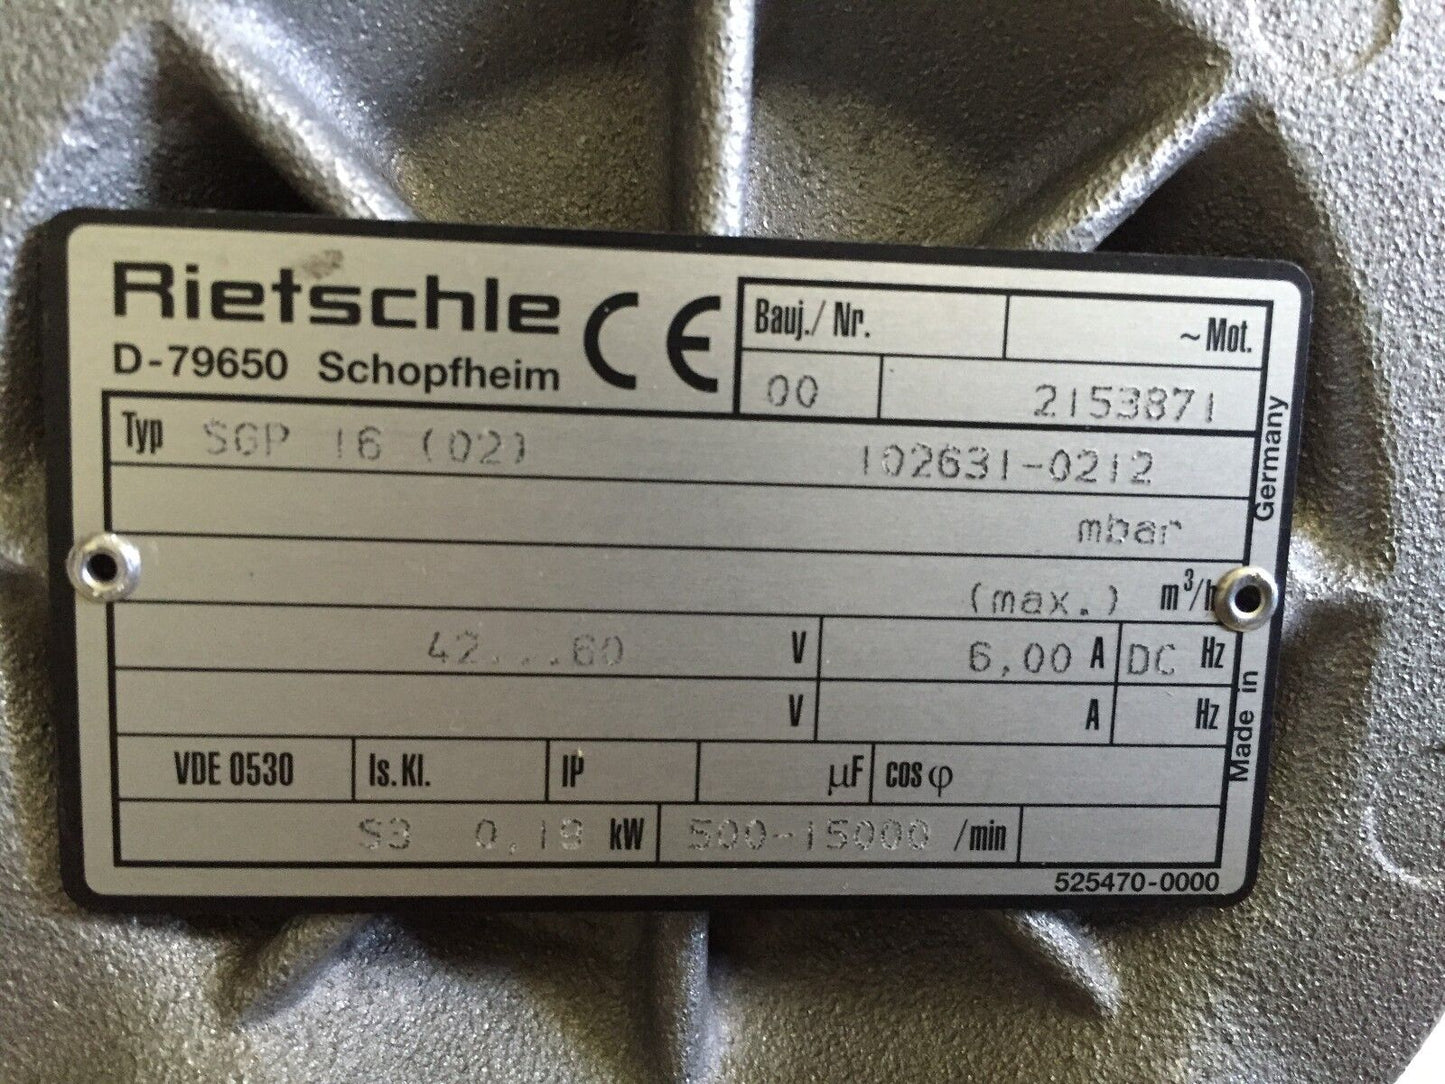 Rietschle CE
D-79650 Schopfheim
Bauj./ Nr. ~Mot.
00 2153871
Typ SGP 16 (02) 102631-0212
mbar
(max.) m³/h
42...60 V 6,00 A DC Hz
V A Hz
VDE 0530 Is.Kl. IP µF cos φ
S3 0,19 kW 500-15000 /min
525470-0000
Made in Germany